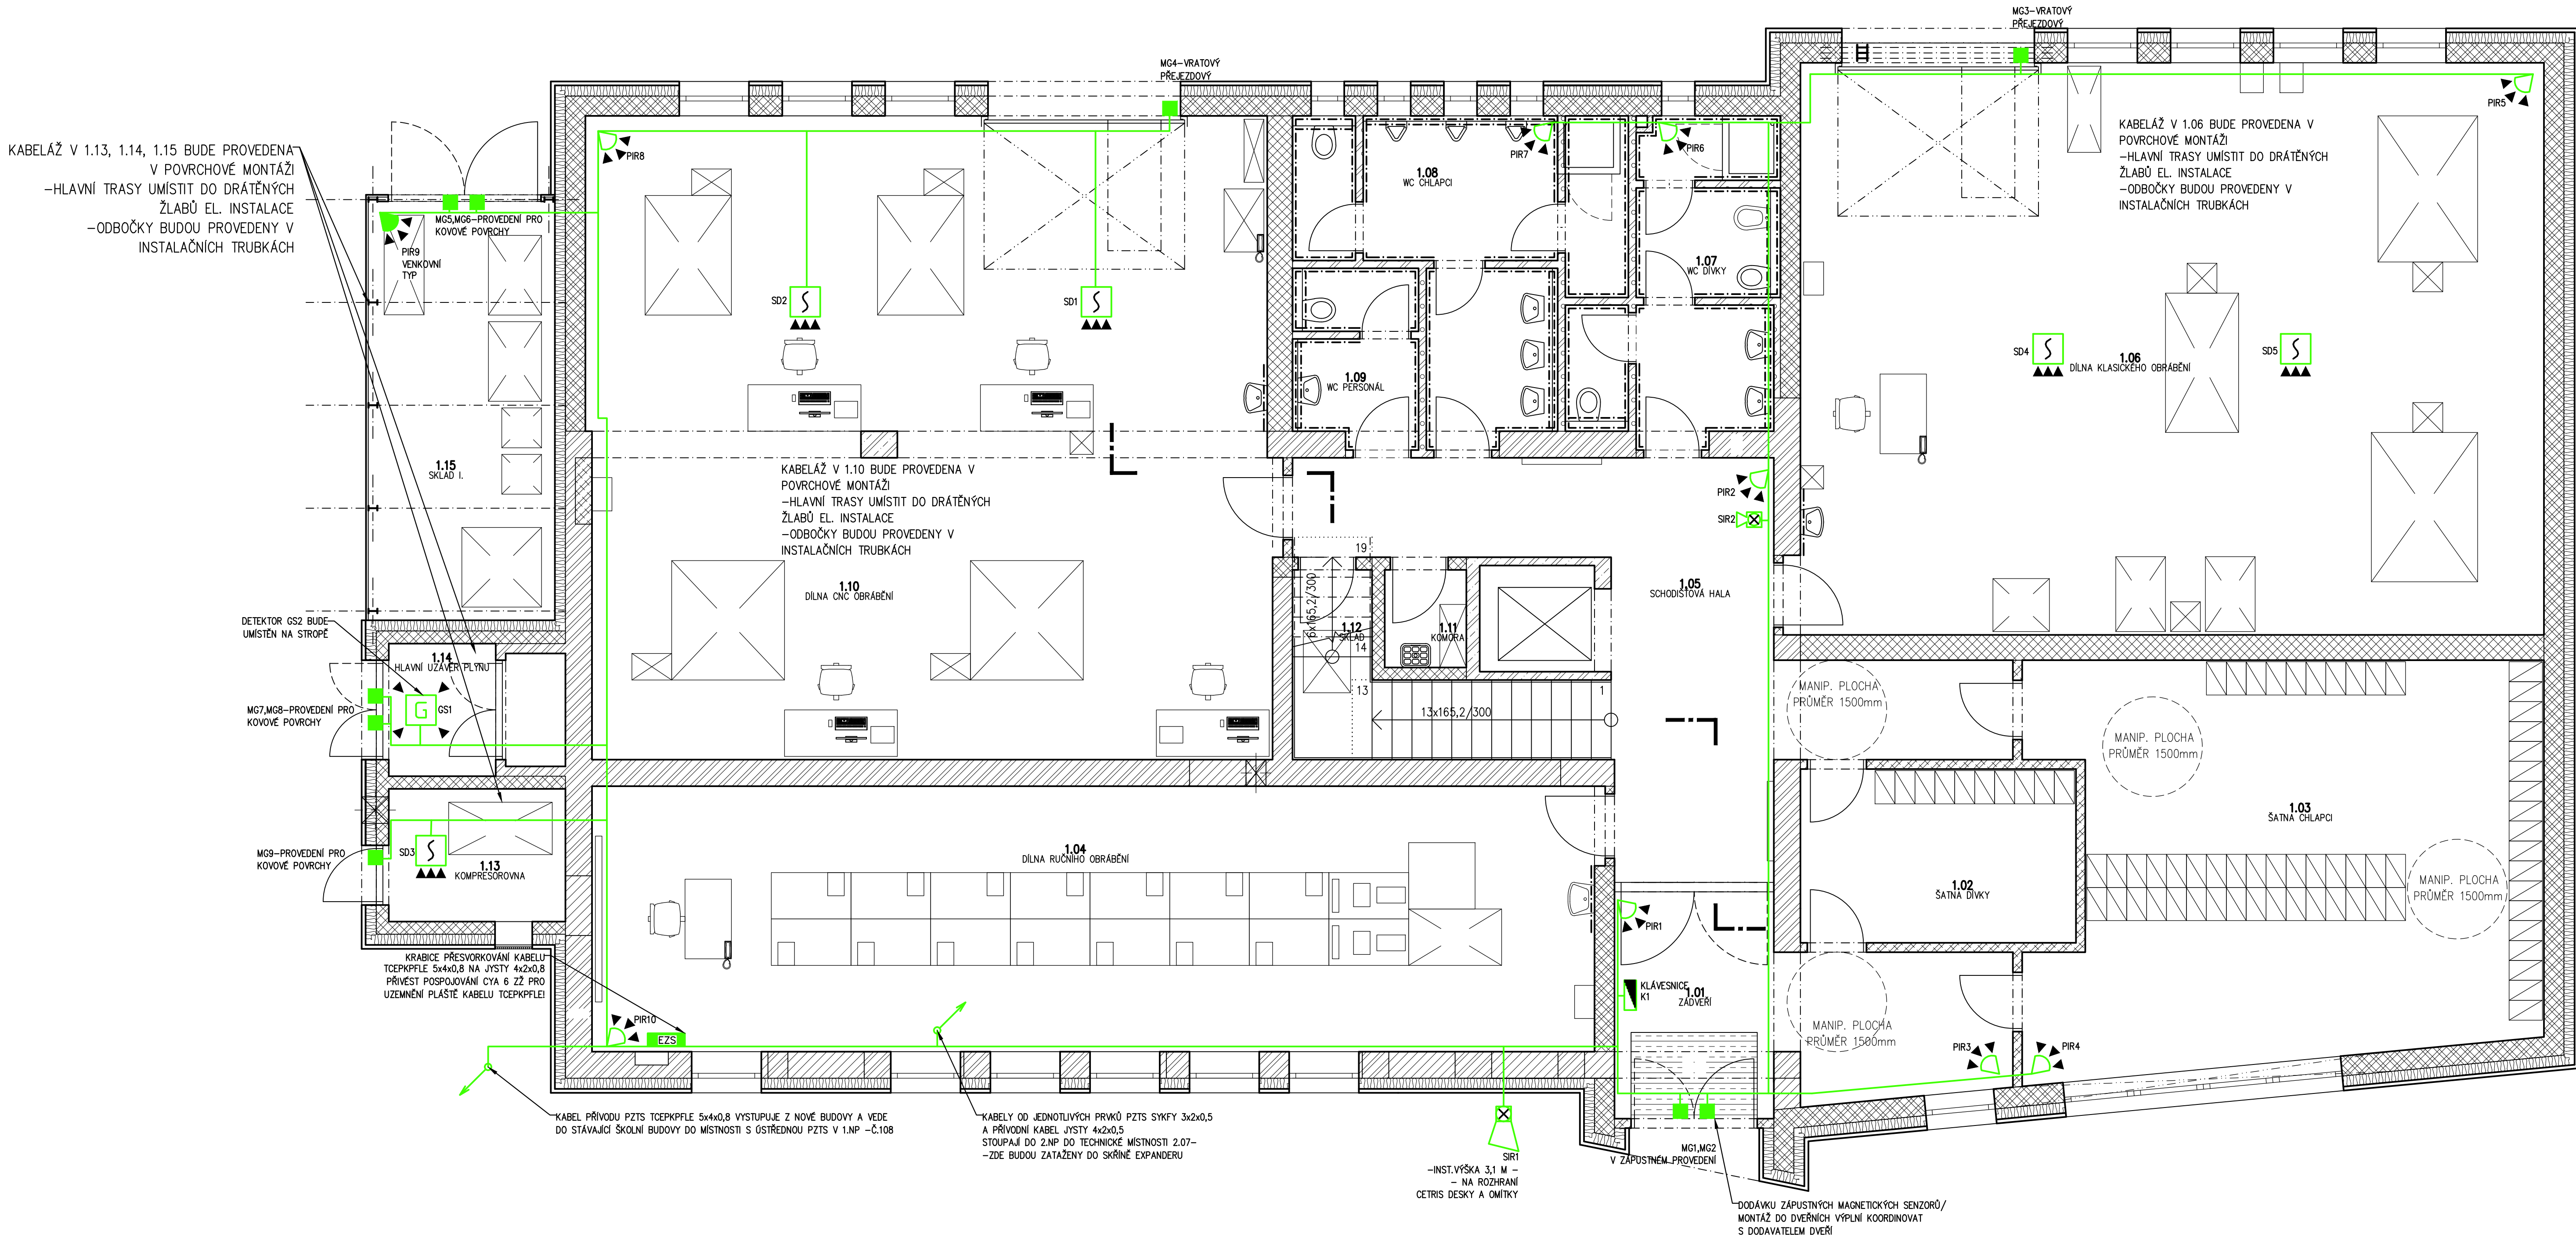 MG3-VRATOVÝ
PŘEJEZDOVÝ
MG4-VRATOVÝ
PŘEJEZDOVÝ
KABELÁŽ V 1.13, 1.14, 1.15 BUDE PROVEDENA
V POVRCHOVÉ MONTÁŽI
-HLAVNÍ TRASY UMÍSTIT DO DRÁTĚNÝCH
ŽLABŮ EL. INSTALACE
-ODBOČKY BUDOU PROVEDENY V
INSTALAČNÍCH TRUBKÁCH
PIR8
MG5,MG6-PROVEDENÍ PRO
KOVOVÉ POVRCHY
PIR9
VENKOVNÍ
TYP
SD2
SD1
PIR7
PIR6
1.08
WC CHLAPCI
1.07
WC DÍVKY
1.09
WC PERSONÁL
PIR5
KABELÁŽ V 1.06 BUDE PROVEDENA V
POVRCHOVÉ MONTÁŽI
-HLAVNÍ TRASY UMÍSTIT DO DRÁTĚNÝCH
ŽLABŮ EL. INSTALACE
-ODBOČKY BUDOU PROVEDENY V
INSTALAČNÍCH TRUBKÁCH
SD4
SD5
1.06
DÍLNA KLASICKÉHO OBRÁBĚNÍ
1.15
SKLAD I.
KABELÁŽ V 1.10 BUDE PROVEDENA V
POVRCHOVÉ MONTÁŽI
-HLAVNÍ TRASY UMÍSTIT DO DRÁTĚNÝCH
ŽLABŮ EL. INSTALACE
-ODBOČKY BUDOU PROVEDENY V
INSTALAČNÍCH TRUBKÁCH
PIR2
SIR2
1.10
DÍLNA CNC OBRÁBĚNÍ
19
6x165,2/300
1.12
SKLAD
14
13
1.11
KOMORA
1
13x165,2/300
1.05
SCHODIŠŤOVÁ HALA
DETEKTOR GS2 BUDE
UMÍSTĚN NA STROPĚ
1.14
HLAVNÍ UZÁVĚR PLYNU
G
GS1
MG7,MG8-PROVEDENÍ PRO
KOVOVÉ POVRCHY
MANIP. PLOCHA
PRŮMĚR 1500mm
MANIP. PLOCHA
PRŮMĚR 1500mm
1.03
ŠATNA CHLAPCI
MG9-PROVEDENÍ PRO
KOVOVÉ POVRCHY
SD3
1.13
KOMPRESOROVNA
1.04
DÍLNA RUČNÍHO OBRÁBĚNÍ
1.02
ŠATNA DÍVKY
MANIP. PLOCHA
PRŮMĚR 1500mm
PIR1
KRABICE PŘESVORKOVÁNÍ KABELU
TCEPKPFLE 5x4x0,8 NA JYSTY 4x2x0,8
PŘIVÉST POSPOJOVÁNÍ CYA 6 ZŽ PRO
UZEMNĚNÍ PLÁŠTĚ KABELU TCEPKPFLE!
KLÁVESNICE
K1
1.01
ZÁDVEŘÍ
PIR10
EZS
MANIP. PLOCHA
PRŮMĚR 1500mm
PIR3
PIR4
KABEL PŘÍVODU PZTS TCEPKPFLE 5x4x0,8 VYSTUPUJE Z NOVÉ BUDOVY A VEDE
DO STÁVAJÍCÍ ŠKOLNÍ BUDOVY DO MÍSTNOSTI S ÚSTŘEDNOU PZTS V 1.NP -Č.108
KABELY OD JEDNOTLIVÝCH PRVKŮ PZTS SYKFY 3x2x0,5
A PŘÍVODNÍ KABEL JYSTY 4x2x0,5
STOUPAJÍ DO 2.NP DO TECHNICKÉ MÍSTNOSTI 2.07-
-ZDE BUDOU ZATAŽENY DO SKŘÍNĚ EXPANDERU
SIR1
-INST.VÝŠKA 3,1 M -
- NA ROZHRANÍ
CETRIS DESKY A OMÍTKY
MG1,MG2
V ZÁPUSTNÉM PROVEDENÍ
DODÁVKU ZÁPUSTNÝCH MAGNETICKÝCH SENZORŮ/
MONTÁŽ DO DVEŘNÍCH VÝPLNÍ KOORDINOVAT
S DODAVATELEM DVEŘÍ